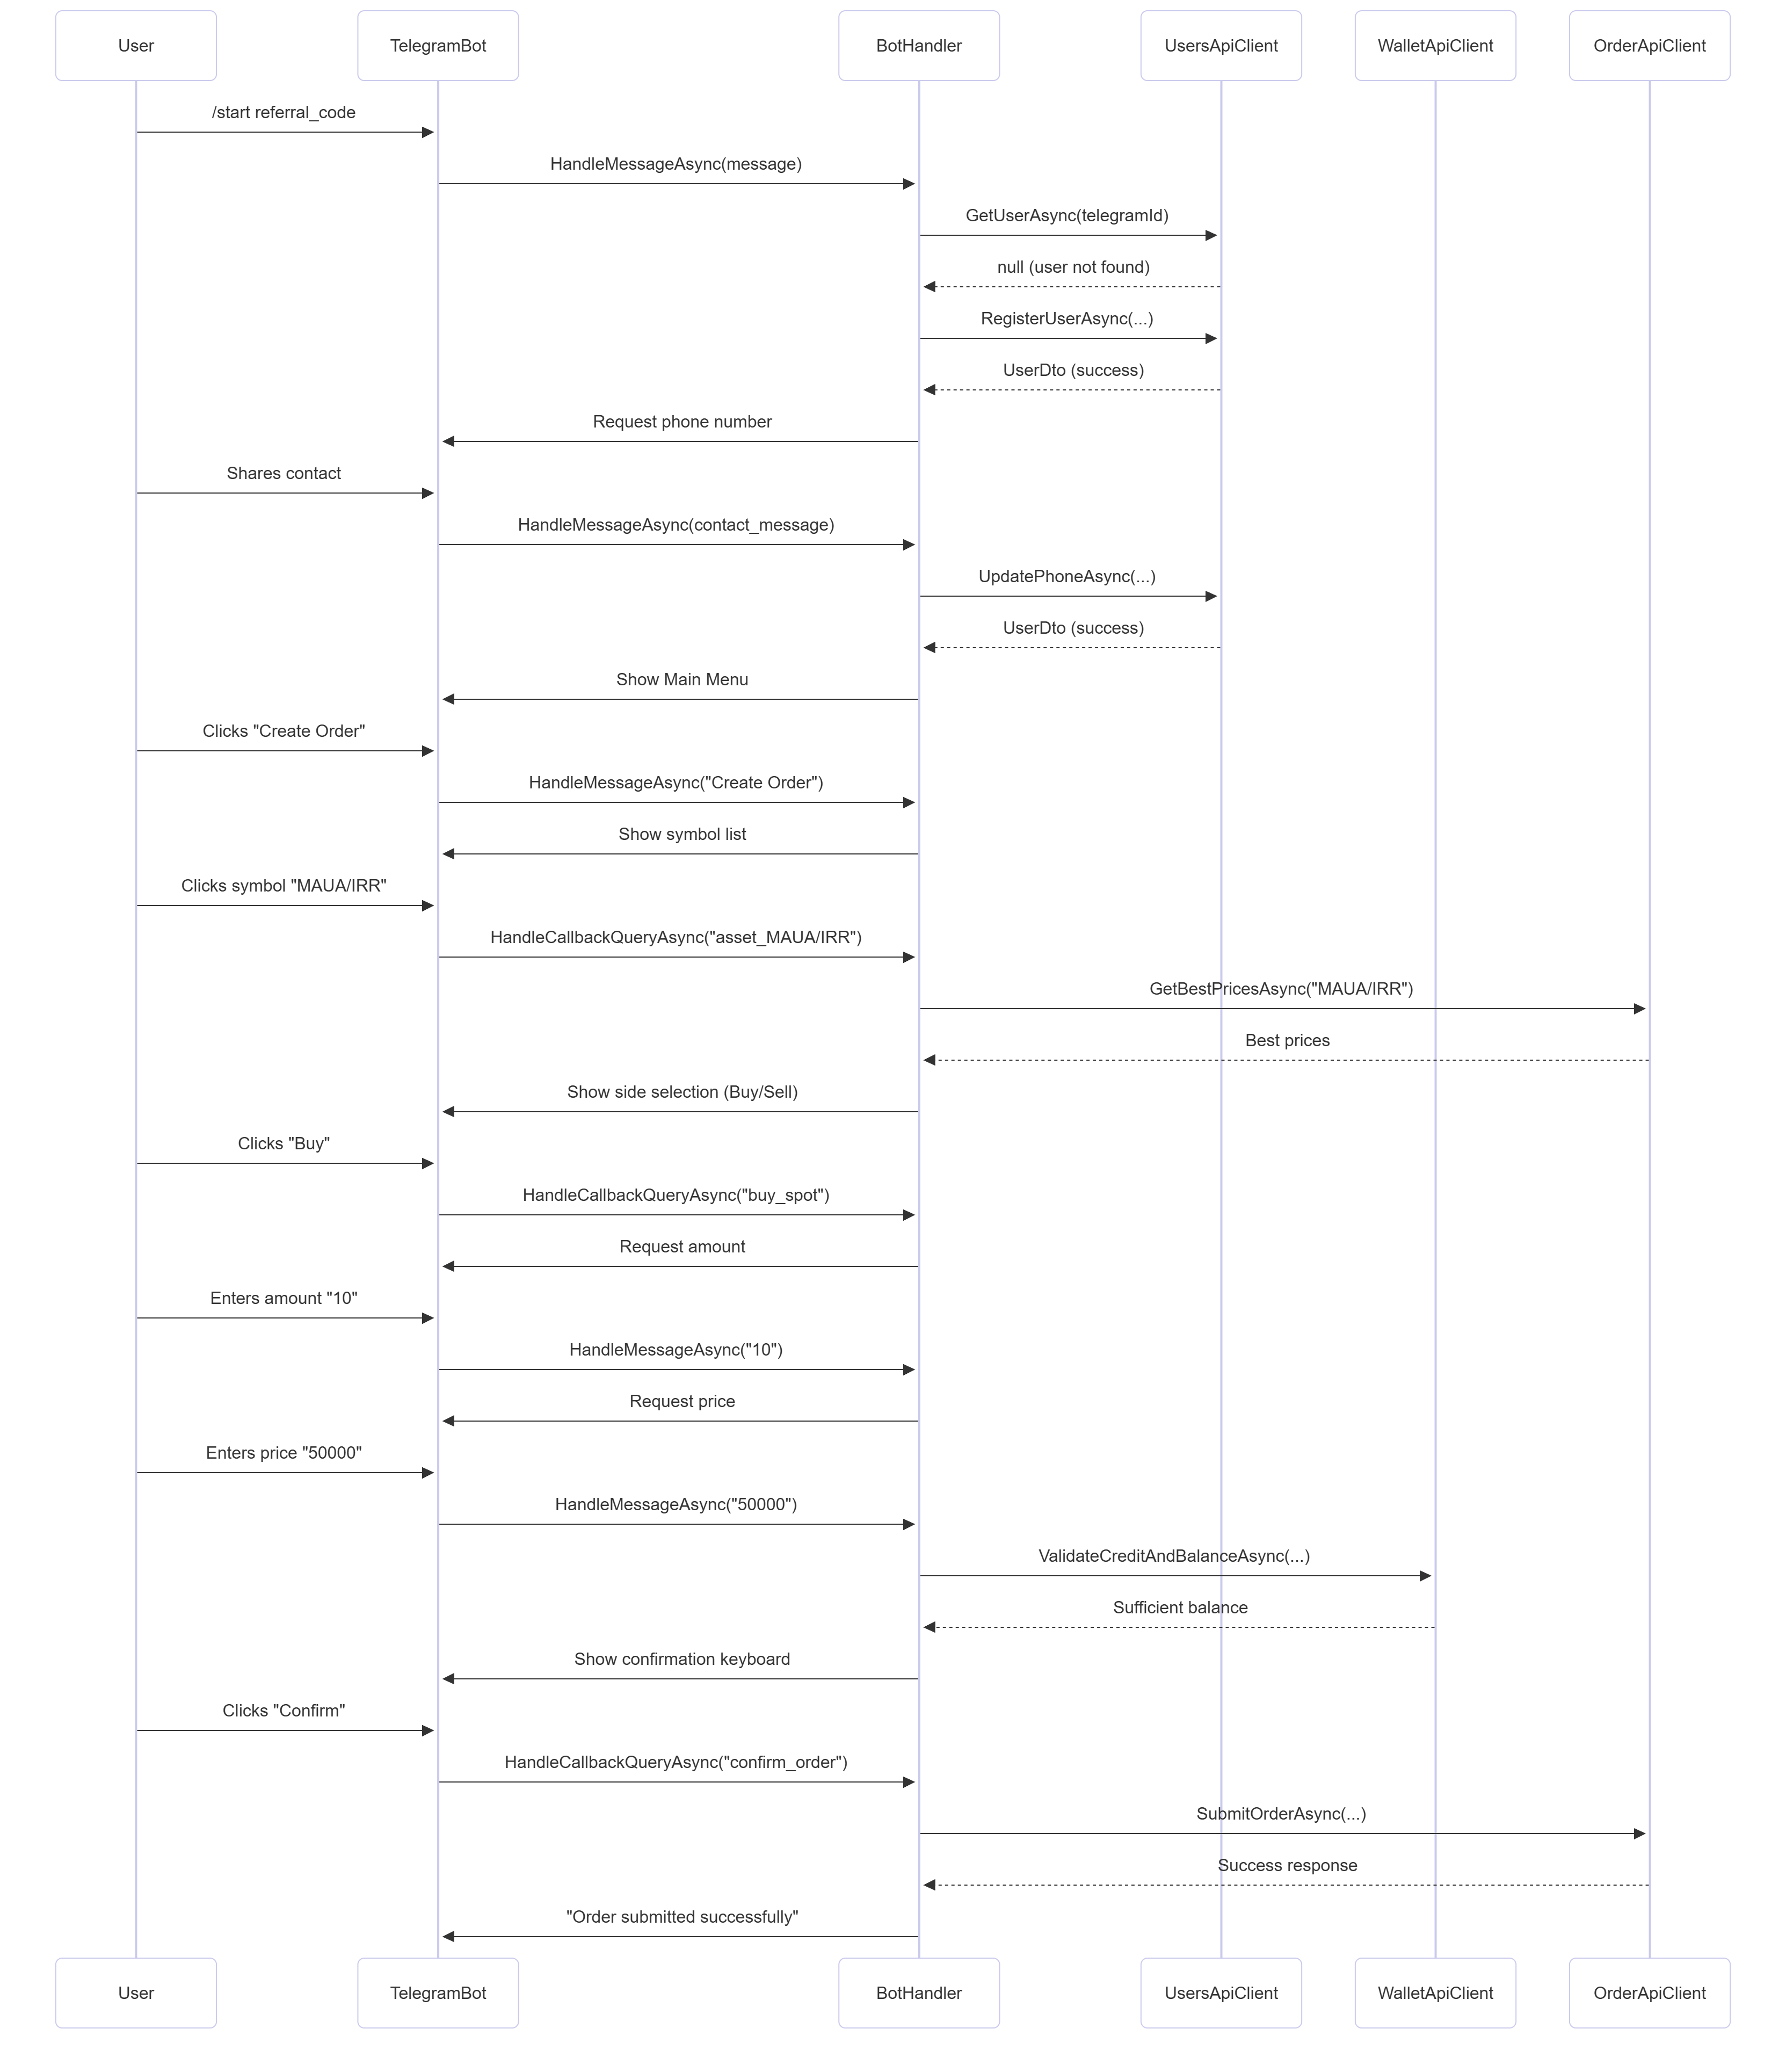 User
TelegramBot
BotHandler
UsersApiClient
WalletApiClient
OrderApiClient
/start referral_code
HandleMessageAsync(message)
GetUserAsync(telegramId)
null (user not found)
RegisterUserAsync(...)
UserDto (success)
Request phone number
Shares contact
HandleMessageAsync(contact_message)
UpdatePhoneAsync(...)
UserDto (success)
Show Main Menu
Clicks "Create Order"
HandleMessageAsync("Create Order")
Show symbol list
Clicks symbol "MAUA/IRR"
HandleCallbackQueryAsync("asset_MAUA/IRR")
GetBestPricesAsync("MAUA/IRR")
Best prices
Show side selection (Buy/Sell)
Clicks "Buy"
HandleCallbackQueryAsync("buy_spot")
Request amount
Enters amount "10"
HandleMessageAsync("10")
Request price
Enters price "50000"
HandleMessageAsync("50000")
ValidateCreditAndBalanceAsync(...)
Sufficient balance
Show confirmation keyboard
Clicks "Confirm"
HandleCallbackQueryAsync("confirm_order")
SubmitOrderAsync(...)
Success response
"Order submitted successfully"
User
TelegramBot
BotHandler
UsersApiClient
WalletApiClient
OrderApiClient